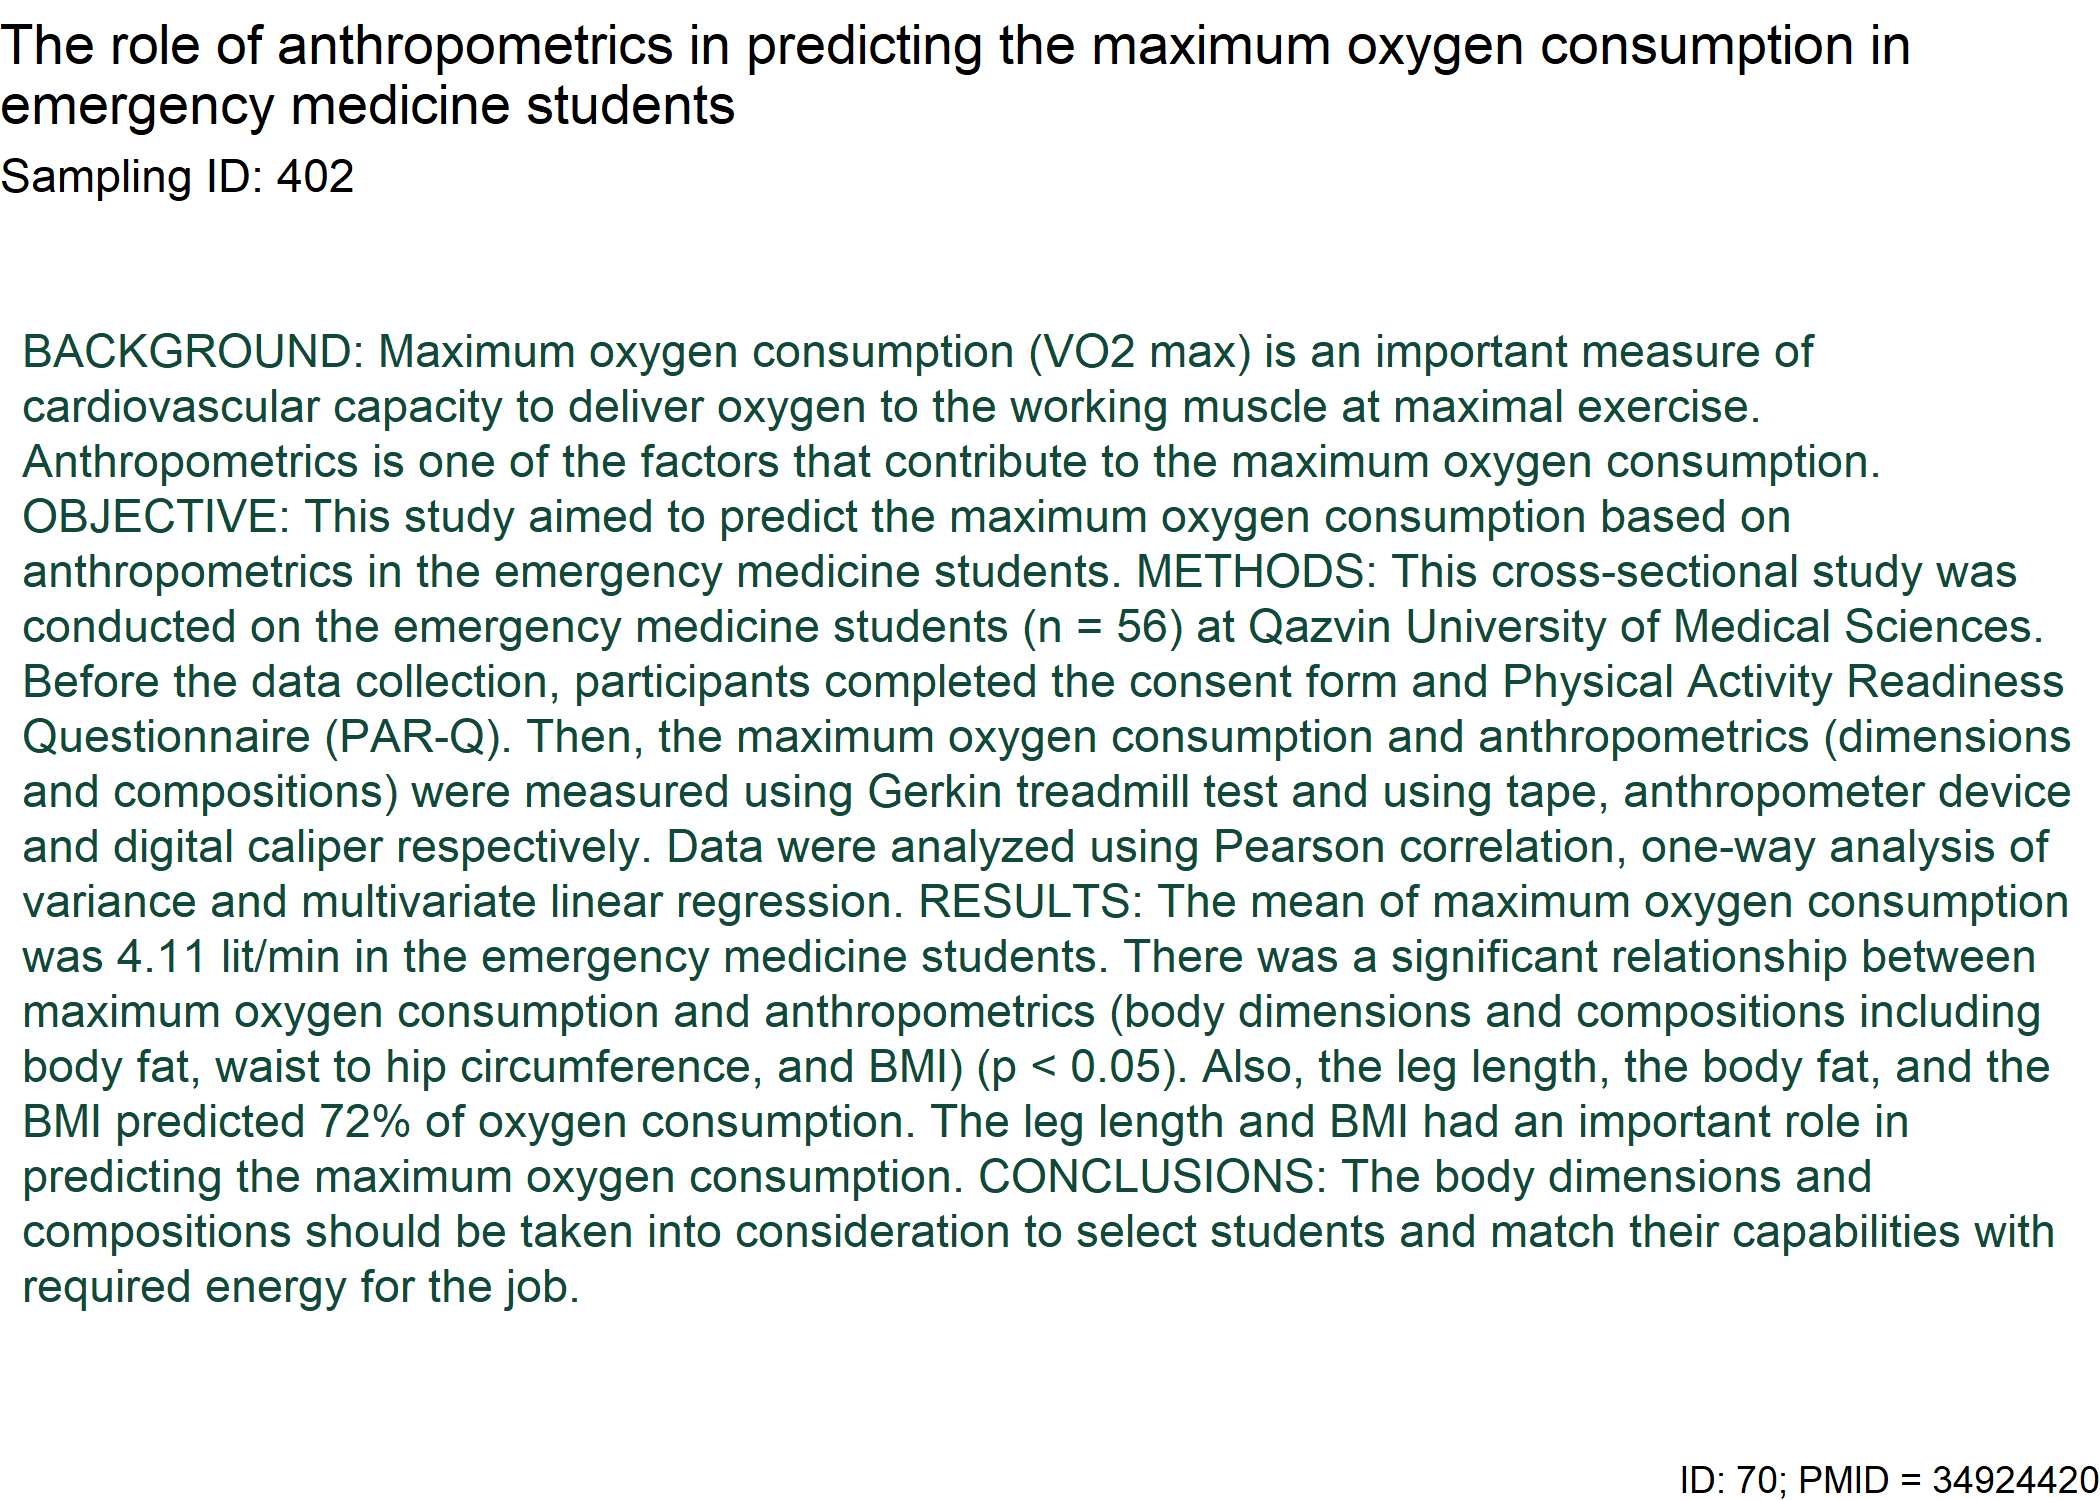 The role of anthropometrics in predicting the maximum oxygen consumption in
emergency medicine students
Sampling ID: 402
BACKGROUND: Maximum oxygen consumption (VO2 max) is an important measure of
cardiovascular capacity to deliver oxygen to the working muscle at maximal exercise.
Anthropometrics is one of the factors that contribute to the maximum oxygen consumption.
OBJECTIVE: This study aimed to predict the maximum oxygen consumption based on
anthropometrics in the emergency medicine students. METHODS: This cross-sectional study was
conducted on the emergency medicine students (n = 56) at Qazvin University of Medical Sciences.
Before the data collection, participants completed the consent form and Physical Activity Readiness
Questionnaire (PAR-Q). Then, the maximum oxygen consumption and anthropometrics (dimensions
and compositions) were measured using Gerkin treadmill test and using tape, anthropometer device
and digital caliper respectively. Data were analyzed using Pearson correlation, one-way analysis of
variance and multivariate linear regression. RESULTS: The mean of maximum oxygen consumption
was 4.11 lit/min in the emergency medicine students. There was a significant relationship between
maximum oxygen consumption and anthropometrics (body dimensions and compositions including
body fat, waist to hip circumference, and BMI) (p < 0.05). Also, the leg length, the body fat, and the
BMI predicted 72% of oxygen consumption. The leg length and BMI had an important role in
predicting the maximum oxygen consumption. CONCLUSIONS: The body dimensions and
compositions should be taken into consideration to select students and match their capabilities with
required energy for the job.
ID: 70; PMID = 34924420